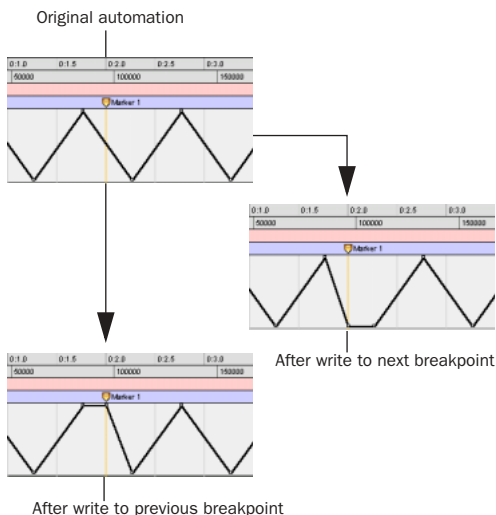 Original automation
0:1.0 0:1.5 0:2.0 0:2.5 0:3.0
50000 100000 150000
Marker 1
0:1.0 0:1.5 0:2.0 0:2.5 0:3.0
50000 100000 150000
Marker 1
After write to next breakpoint
0:1.0 0:1.5 0:2.0 0:2.5 0:3.0
50000 100000 150000
Marker 1
After write to previous breakpoint